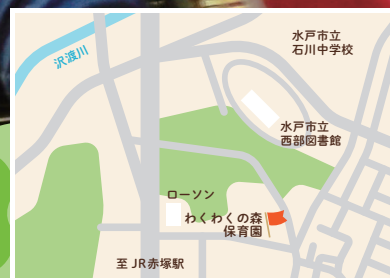 水戸市立
石川中学校
沢渡川
水戸市立
西部図書館
ローソン
わくわくの森
保育園
至 JR赤塚駅